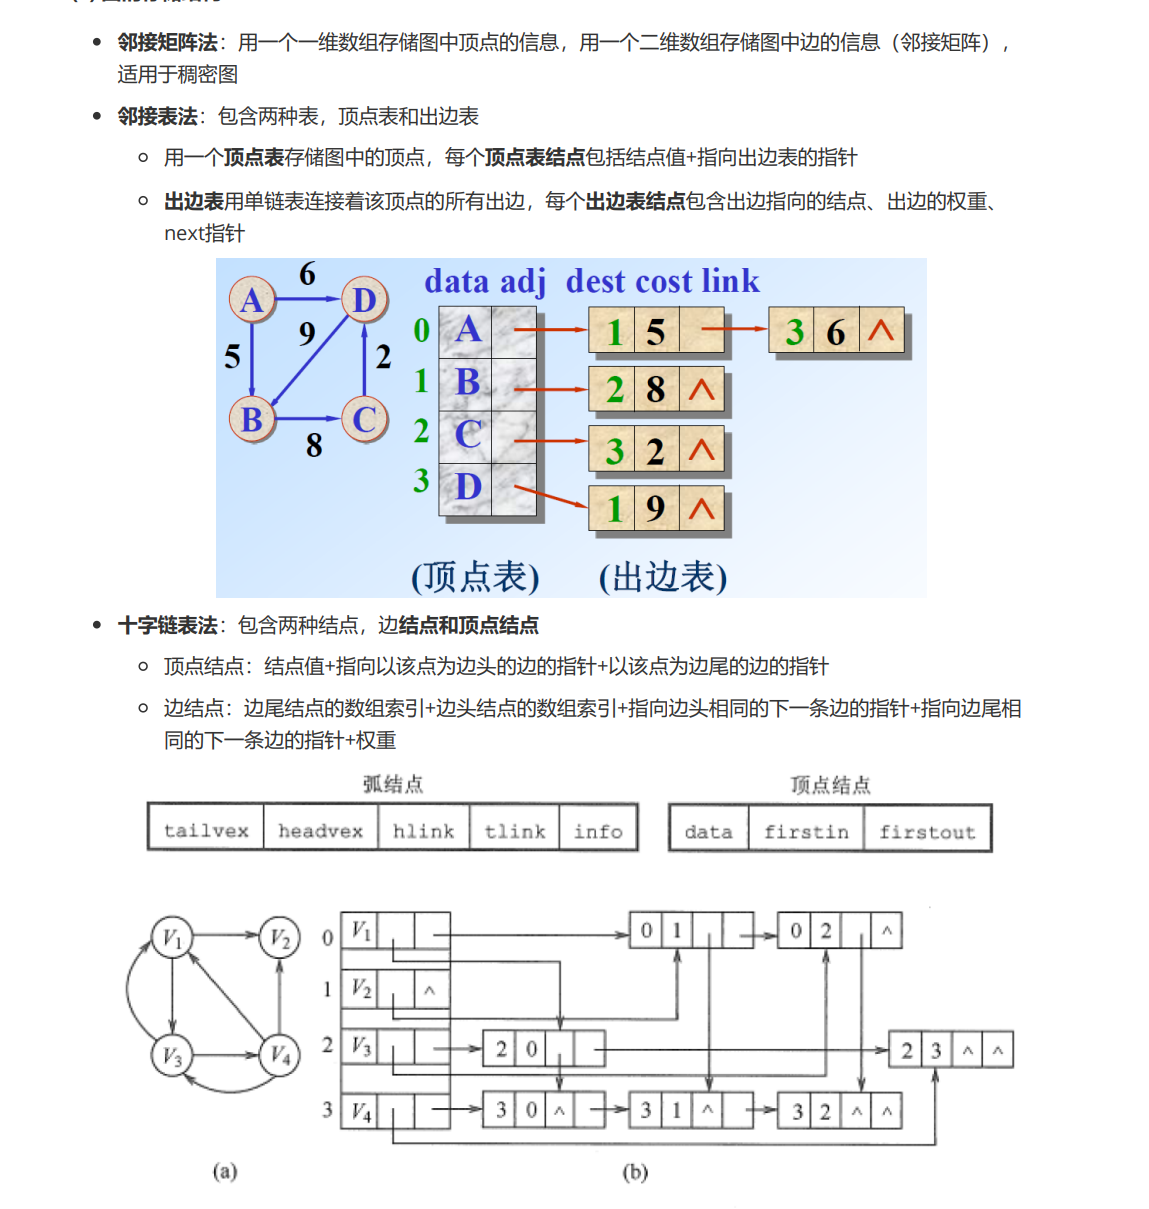 邻接矩阵法：用一个一维数组存储图中顶点的信息，用一个二维数组存储图中边的信息（邻接矩阵），
适用于稠密图
邻接表法：包含两种表，顶点表和出边表
用一个顶点表存储图中的顶点，每个顶点表结点包括结点值+指向出边表的指针
出边表用单链表连接着该顶点的所有出边，每个出边表结点包含出边指向的结点、出边的权重、
next指针
data adj dest cost link
A 6 D
5 9 2
B 8 C
0 A 1 5 3 6 ∧
1 B 2 8 ∧
2 C 3 2 ∧
3 D 1 9 ∧
(顶点表) (出边表)
十字链表法：包含两种结点，边结点和顶点结点
顶点结点：结点值+指向以该点为边头的边的指针+以该点为边尾的边的指针
边结点：边尾结点的数组索引+边头结点的数组索引+指向边头相同的下一条边的指针+指向边尾相
同的下一条边的指针+权重
弧结点 顶点结点
tailvex headvex hlink tlink info data firstin firstout
V1 V2
V3 V4
0 V1 0 1 0 2 ∧
1 V2 ∧
2 V3 2 0 2 3 ∧ ∧
3 V4 3 0 ∧ 3 1 ∧ 3 2 ∧ ∧
(a) (b)